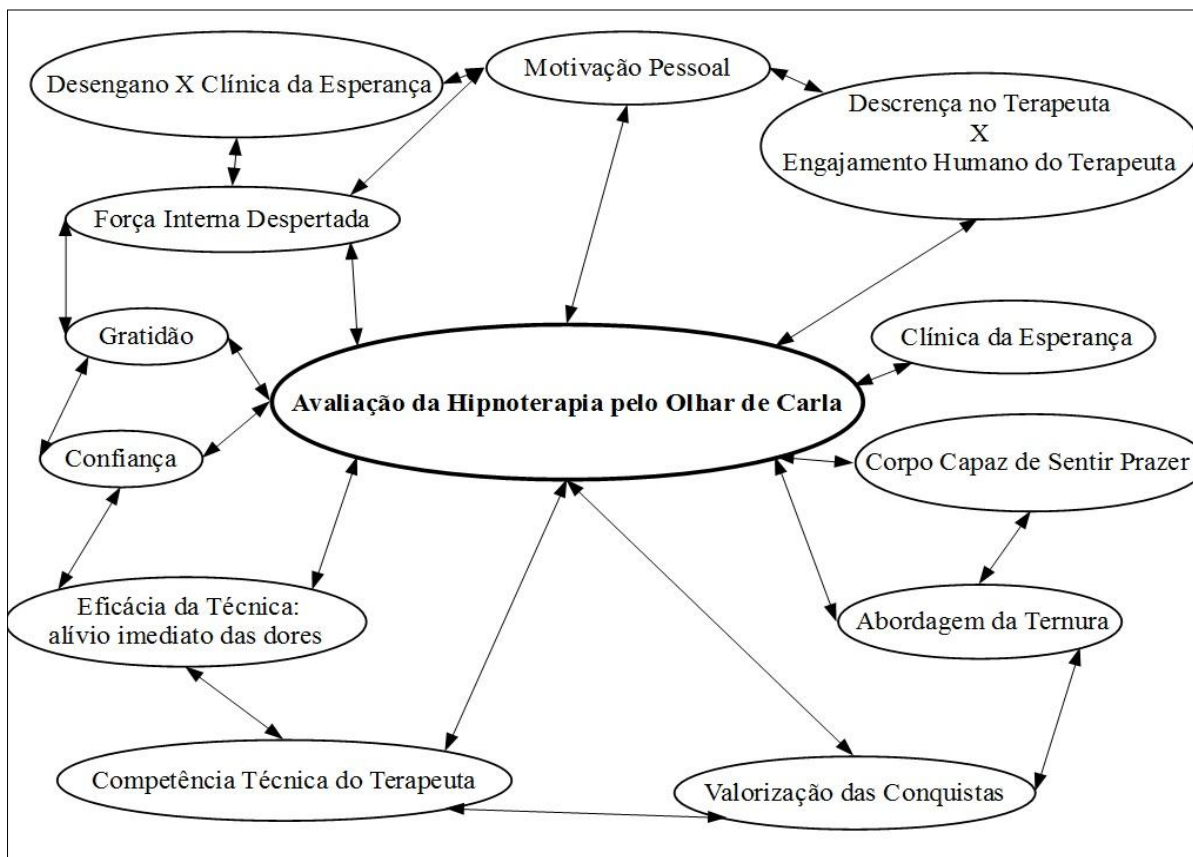 Desengano X Clínica da Esperança
Motivação Pessoal
Descrença no Terapeuta
X
Engajamento Humano do Terapeuta
Força Interna Despertada
Gratidão
Clínica da Esperança
Avaliação da Hipnoterapia pelo Olhar de Carla
Confiança
Corpo Capaz de Sentir Prazer
Eficácia da Técnica:
alívio imediato das dores
Abordagem da Ternura
Competência Técnica do Terapeuta
Valorização das Conquistas